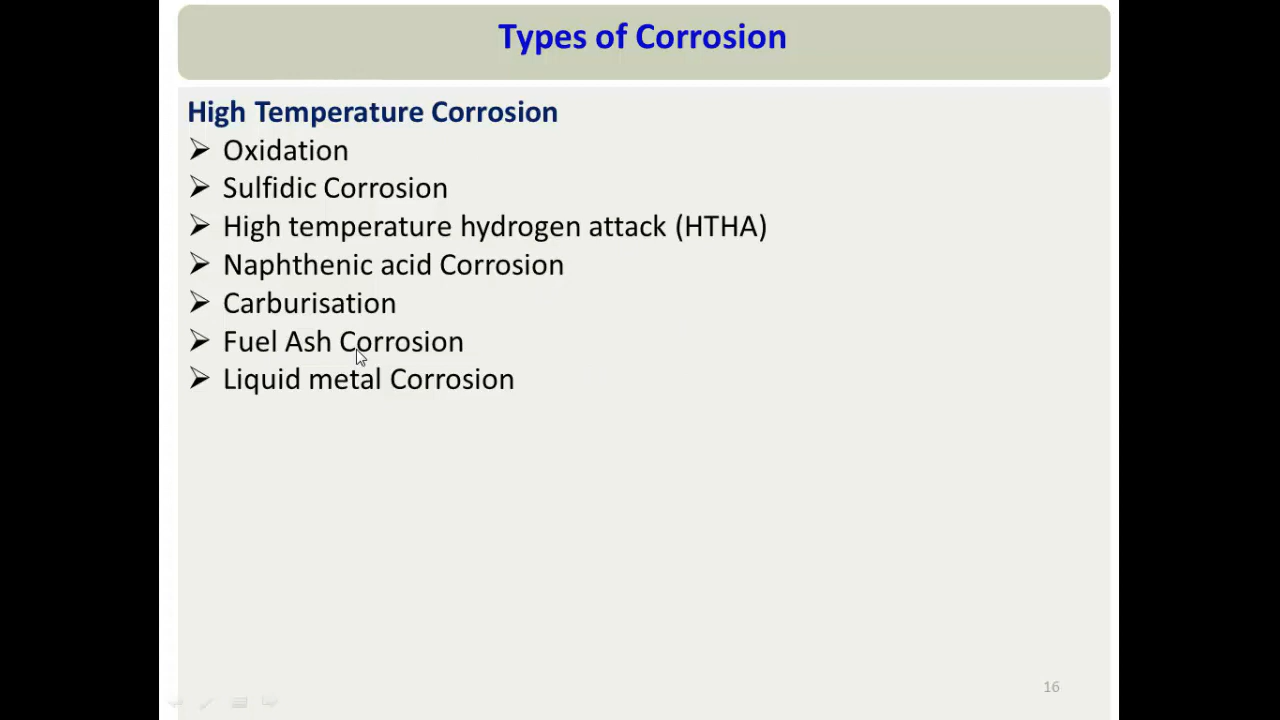 Types of Corrosion
High Temperature Corrosion
Oxidation
Sulfidic Corrosion
High temperature hydrogen attack (HTHA)
Naphthenic acid Corrosion
Carburisation
Fuel Ash Corrosion
Liquid metal Corrosion
16